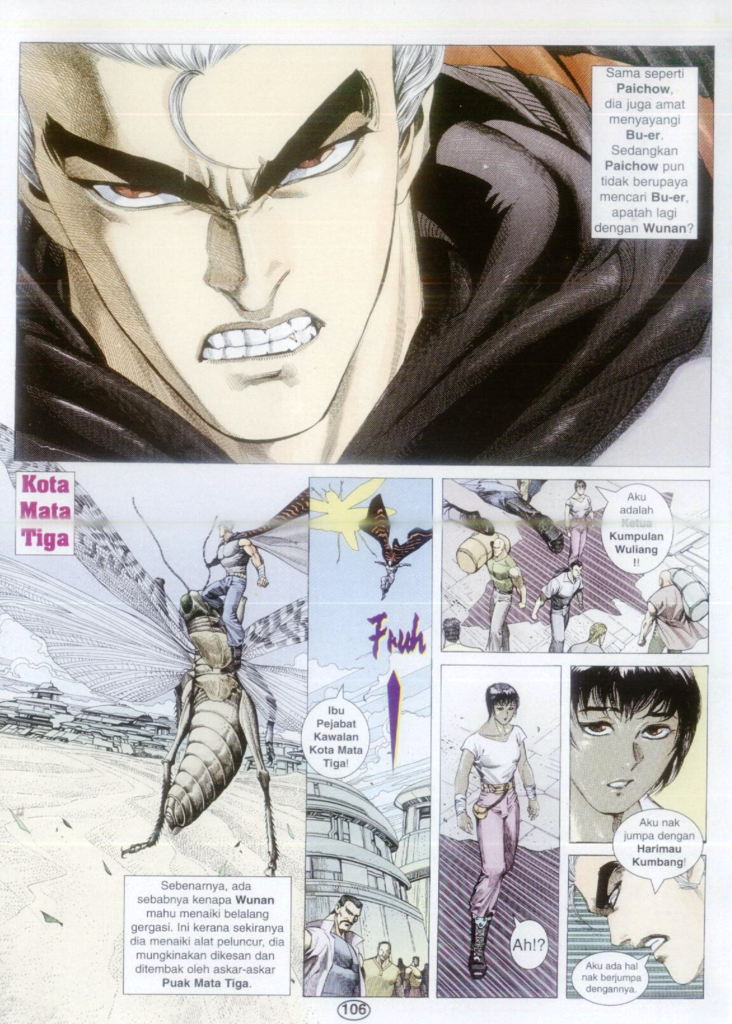 Sama seperti
Paichow,
dia juga amat
menyayangi
Bu-er.
Sedangkan
Paichow pun
tidak berupaya
mencari Bu-er,
apatah lagi
dengan Wunan?
Kota
Mata
Tiga
Fruh
Ibu
Pejabat
Kawalan
Kota Mata
Tiga!
Sebenarnya, ada
sebabnya kenapa Wunan
mahu menaiki belalang
gergasi. Ini kerana sekiranya
dia menaiki alat peluncur, dia
mungkinakan dikesan dan
ditembak oleh askar-askar
Puak Mata Tiga.
Aku
adalah
Ketua
Kumpulan
Wuliang
!!
Ah!?
Aku nak
jumpa dengan
Harimau
Kumbang!
Aku ada hal
nak berjumpa
dengannya.
106